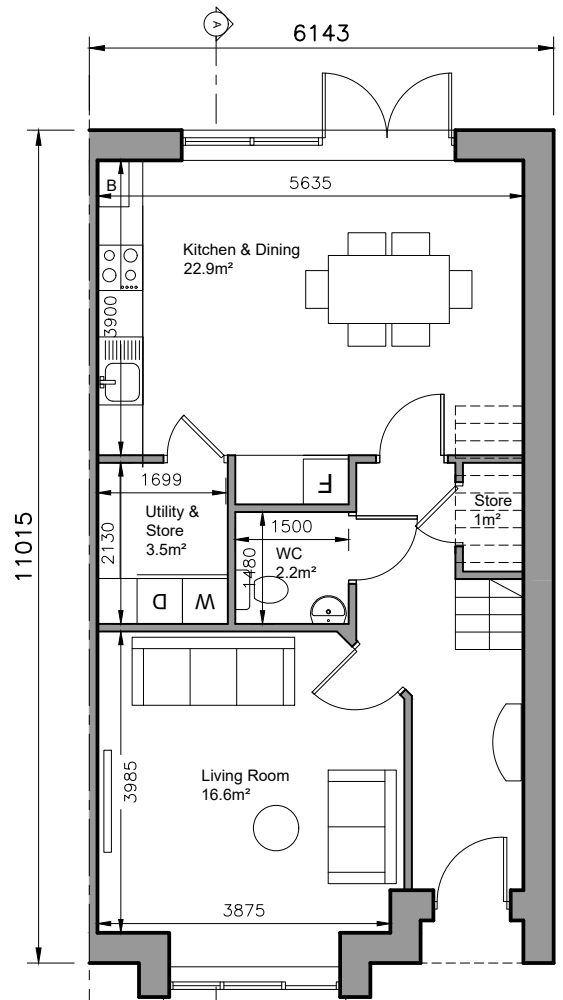 A
6143
5635
B
Kitchen & Dining
22.9m²
3900
11015
1699
Utility &
Store
3.5m²
2130
F
1500
WC
2.2m²
1480
Store
1m²
D
W
3985
Living Room
16.6m²
3875